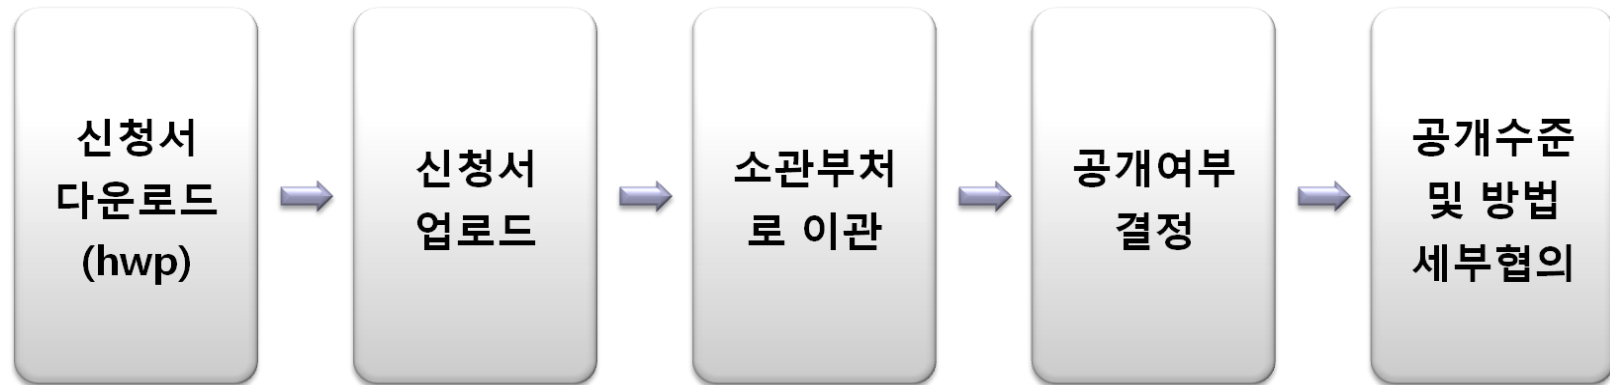 신청서
다운로드
(hwp)
신청서
업로드
소관부처
로 이관
공개여부
결정
공개수준
및 방법
세부협의